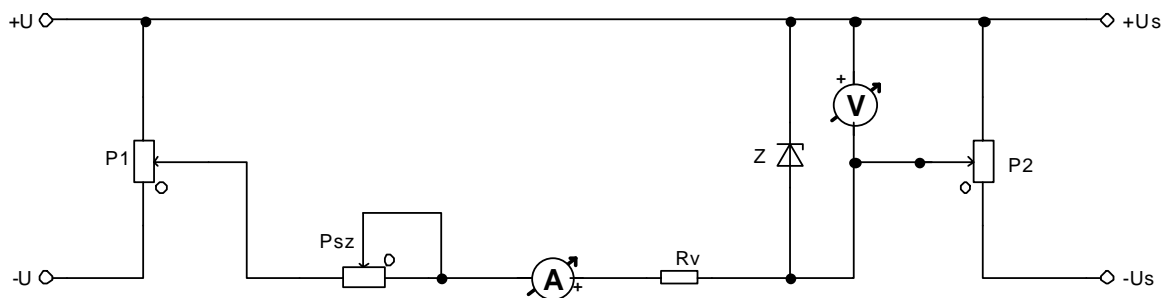 +U
+Us
+
V
P1
Z
P2
Psz
Rv
-U
A
+
-Us